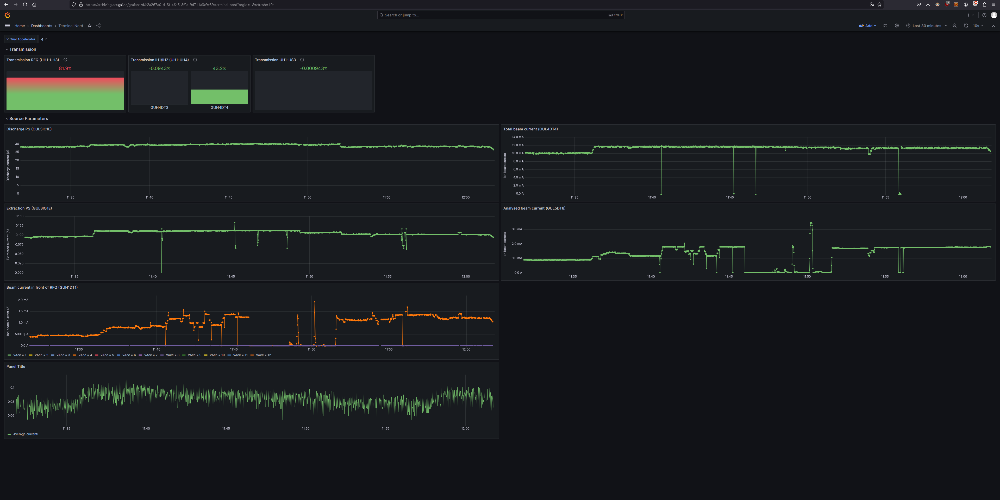 https://archiving.acc.gsi.de/grafana/d/e2a267a0-d13f-46a6-8f0a-9d711a3c9e39/terminal-nord?orgId=1&refresh=10s
Search or jump to... ctrl+k
Home › Dashboards › Terminal Nord Add Last 30 minutes 10s
Virtual Accelerator 4
Transmission
Transmission RFQ (UH1-UH3)
81.9%
Transmission IH1/IH2 (UH1-UH4)
-0.0943% 43.2%
GUH4DT3 GUH4DT4
Transmission UH1-US3
-0.000943%
Source Parameters
Discharge PS (GUL3IC1E)
Discharge current (A)
30
25
20
15
10
5
0
11:35 11:40 11:45 11:50 11:55 12:00
Total beam current (GUL4DT4)
Ion beam current
14.0 mA
12.0 mA
10.0 mA
8.0 mA
6.0 mA
4.0 mA
2.0 mA
0.0 A
11:35 11:40 11:45 11:50 11:55 12:00
Extraction PS (GUL3IQ1E)
Extracted current (A)
0.150
0.125
0.100
0.075
0.050
0.025
0.000
11:35 11:40 11:45 11:50 11:55 12:00
Analysed beam current (GUL5DT8)
Ion beam current
3.0 mA
2.0 mA
1.0 mA
0.0 A
11:35 11:40 11:45 11:50 11:55 12:00
Beam current in front of RFQ (GUH1DT1)
Ion beam current (A)
2.0 mA
1.5 mA
1.0 mA
500.0 µA
0.0 A
11:35 11:40 11:45 11:50 11:55 12:00
VAcc = 1 VAcc = 2 VAcc = 3 VAcc = 4 VAcc = 5 VAcc = 6 VAcc = 7 VAcc = 8 VAcc = 9 VAcc = 10 VAcc = 11 VAcc = 12
Panel Title
0.1
0.08
0.06
11:35 11:40 11:45 11:50 11:55 12:00
Average currenti